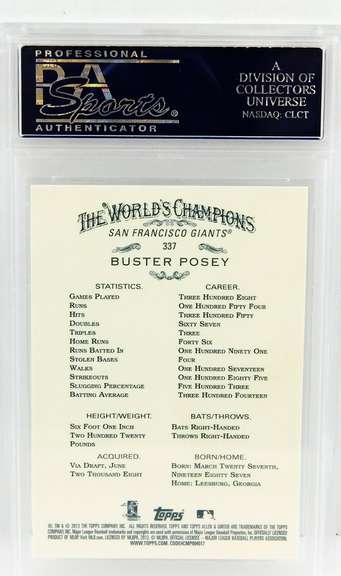 PROFESSIONAL
PSA
Sports®
AUTHENTICATOR
A
DIVISION OF
COLLECTORS
UNIVERSE
NASDAQ: CLCT
THE WORLD'S CHAMPIONS
SAN FRANCISCO GIANTS®
337
BUSTER POSEY
STATISTICS. CAREER.
GAMES PLAYED THREE HUNDRED EIGHT
RUNS ONE HUNDRED FIFTY FOUR
HITS THREE HUNDRED FIFTY
DOUBLES SIXTY SEVEN
TRIPLES THREE
HOME RUNS FORTY SIX
RUNS BATTED IN ONE HUNDRED NINETY ONE
STOLEN BASES FOUR
WALKS ONE HUNDRED SEVENTEEN
STRIKEOUTS ONE HUNDRED EIGHTY FIVE
SLUGGING PERCENTAGE FIVE HUNDRED THREE
BATTING AVERAGE THREE HUNDRED FOURTEEN
HEIGHT/WEIGHT. BATS/THROWS.
SIX FOOT ONE INCH BATS RIGHT-HANDED
TWO HUNDRED TWENTY THROWS RIGHT-HANDED
POUNDS
ACQUIRED. BORN/HOME.
VIA DRAFT, JUNE BORN: MARCH TWENTY SEVENTH,
TWO THOUSAND EIGHT NINETEEN EIGHTY SEVEN
HOME: LEESBURG, GEORGIA
topps
WWW.TOPPS.COM.